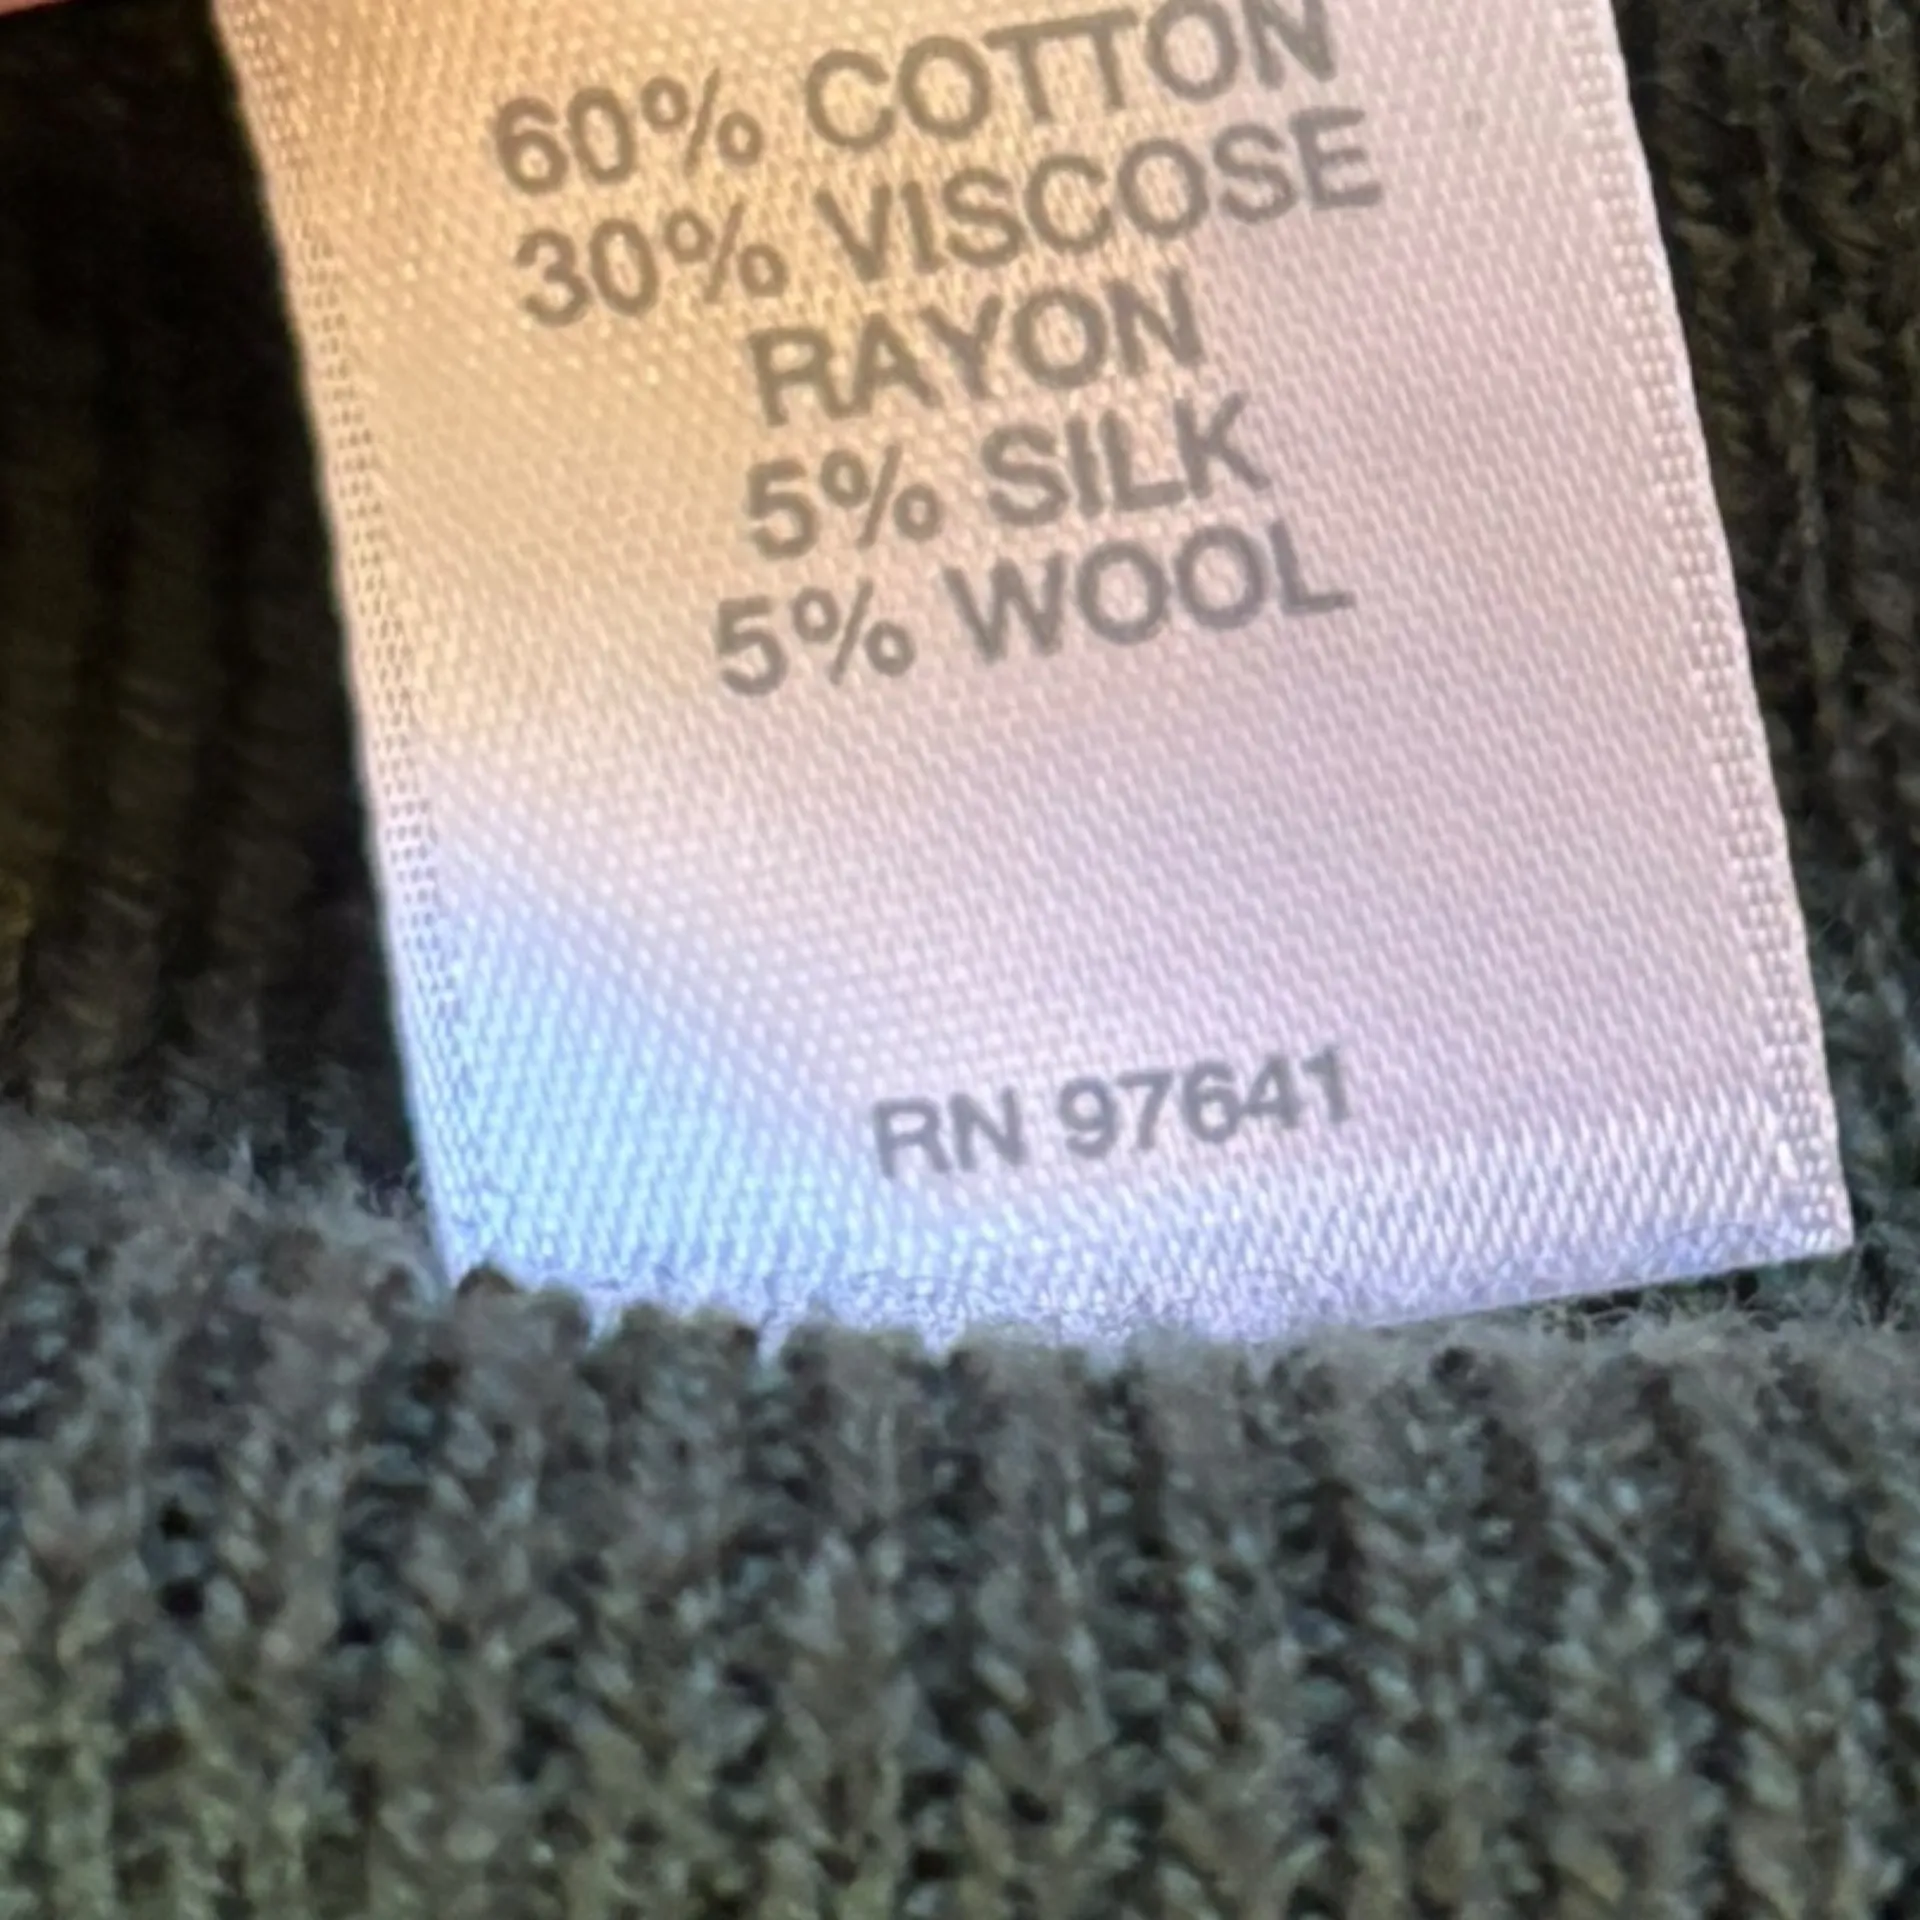 60% COTTON
30% VISCOSE
RAYON
5% SILK
5% WOOL
RN 97641